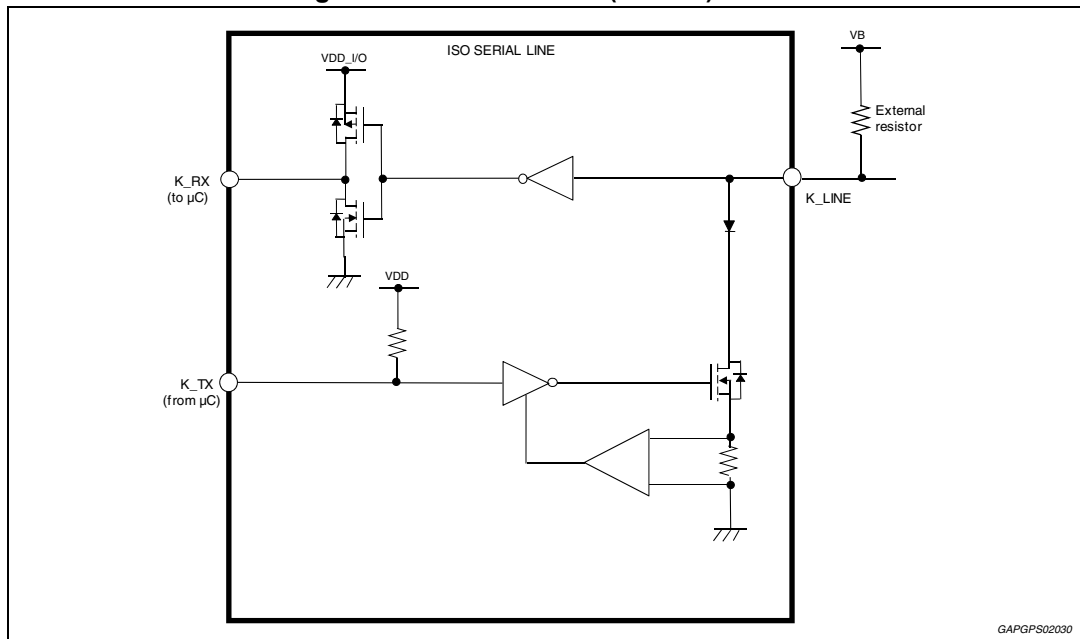 ISO SERIAL LINE
VB
VDD_I/O
External
resistor
K_RX
(to µC)
K_LINE
VDD
K_TX
(from µC)
GAPGPS02030